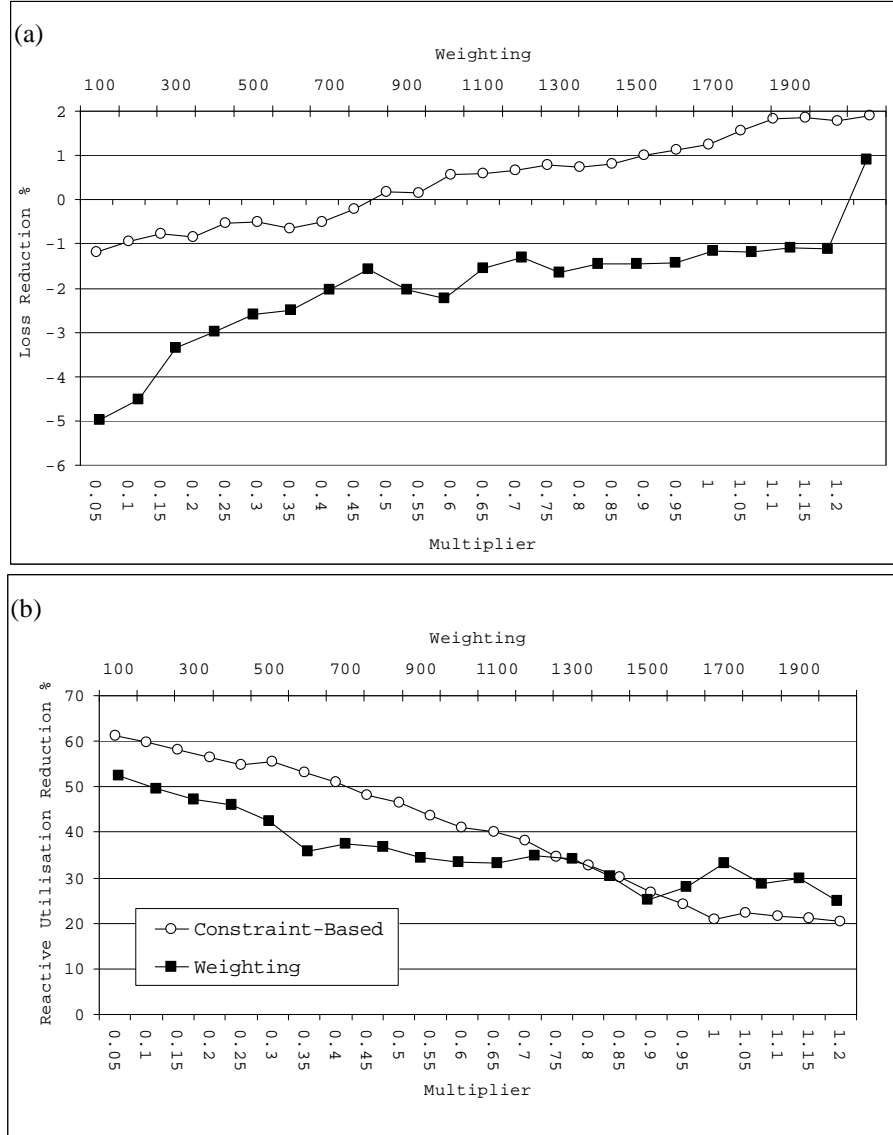 (a)
Weighting
100 300 500 700 900 1100 1300 1500 1700 1900
2
1
0
-1
-2
-3
-4
-5
-6
Loss Reduction %
0.05 0.1 0.15 0.2 0.25 0.3 0.35 0.4 0.45 0.5 0.55 0.6 0.65 0.7 0.75 0.8 0.85 0.9 0.95 1 1.05 1.1 1.15 1.2
Multiplier
(b)
Weighting
100 300 500 700 900 1100 1300 1500 1700 1900
70
60
50
40
30
20
10
0
Reactive Utilisation Reduction %
Constraint-Based
Weighting
0.05 0.1 0.15 0.2 0.25 0.3 0.35 0.4 0.45 0.5 0.55 0.6 0.65 0.7 0.75 0.8 0.85 0.9 0.95 1 1.05 1.1 1.15 1.2
Multiplier